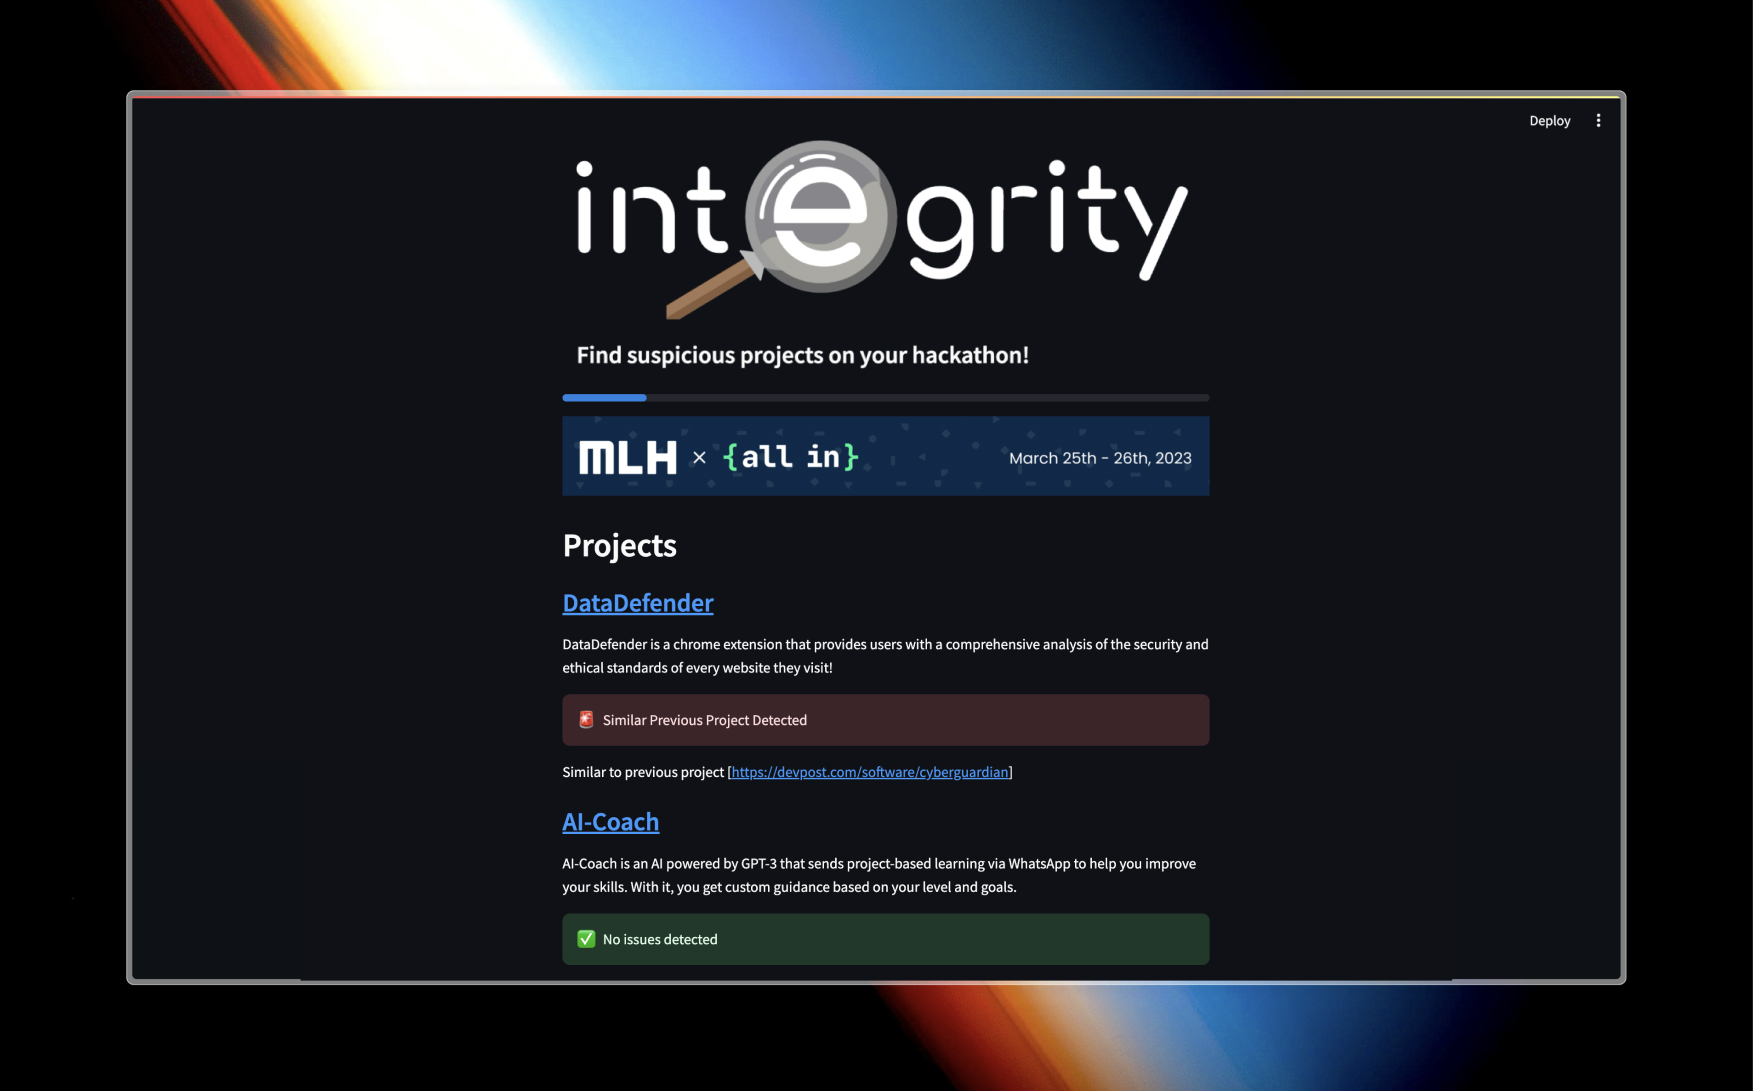 Deploy
integrity
Find suspicious projects on your hackathon!
MLH × {all in}
March 25th - 26th, 2023
Projects
DataDefender
DataDefender is a chrome extension that provides users with a comprehensive analysis of the security and
ethical standards of every website they visit!
Similar Previous Project Detected
Similar to previous project [https://devpost.com/software/cyberguardian]
AI-Coach
AI-Coach is an AI powered by GPT-3 that sends project-based learning via WhatsApp to help you improve
your skills. With it, you get custom guidance based on your level and goals.
No issues detected